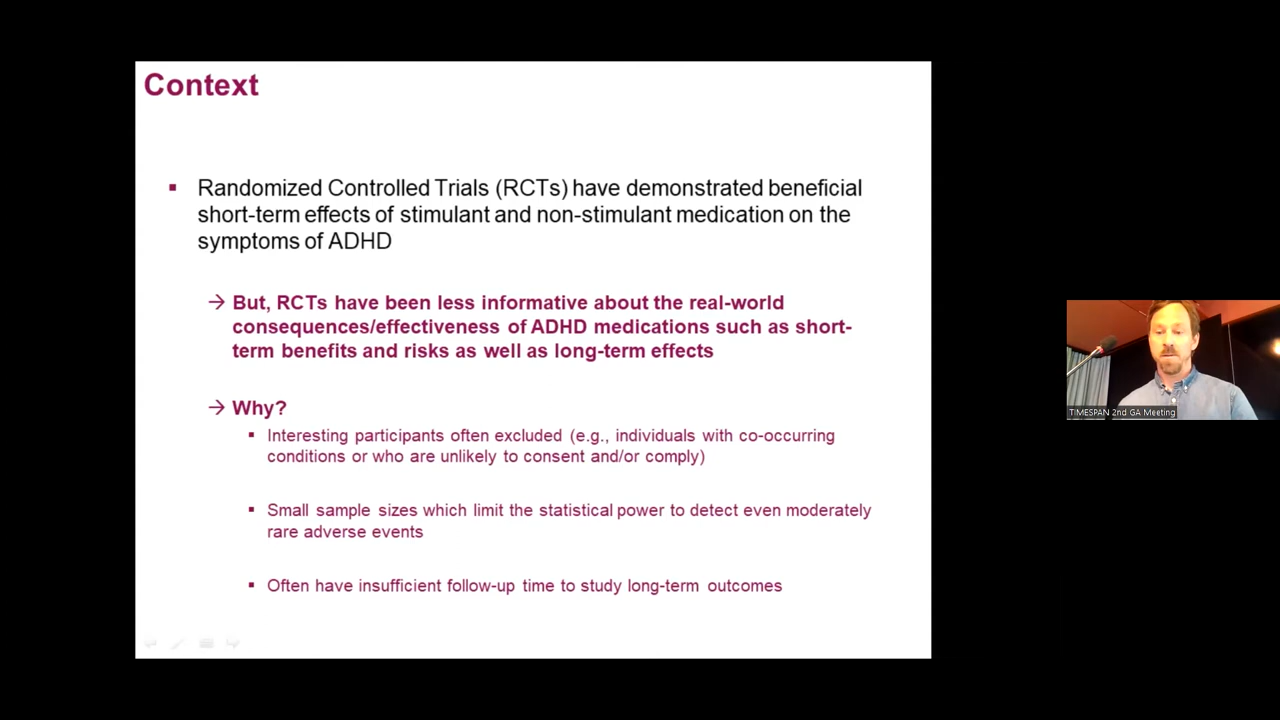 Context
▪ Randomized Controlled Trials (RCTs) have demonstrated beneficial
short-term effects of stimulant and non-stimulant medication on the
symptoms of ADHD
→ But, RCTs have been less informative about the real-world
consequences/effectiveness of ADHD medications such as short-
term benefits and risks as well as long-term effects
→ Why?
▪ Interesting participants often excluded (e.g., individuals with co-occurring
conditions or who are unlikely to consent and/or comply)
▪ Small sample sizes which limit the statistical power to detect even moderately
rare adverse events
▪ Often have insufficient follow-up time to study long-term outcomes
TIMESPAN 2nd GA Meeting